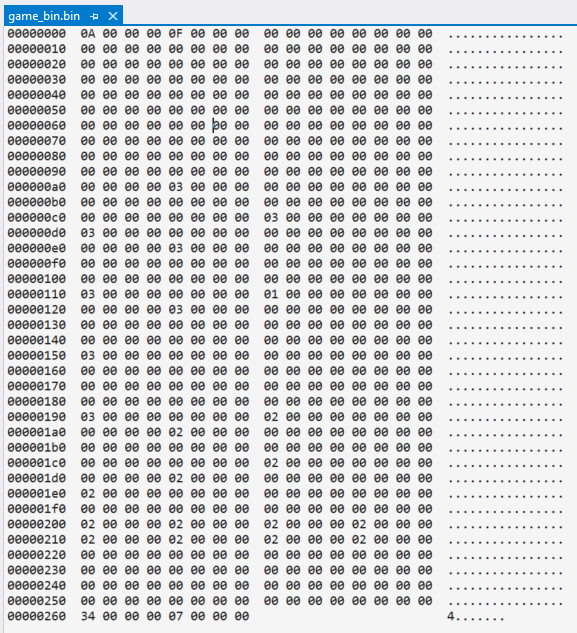 game_bin.bin
00000000 0A 00 00 00 0F 00 00 00 00 00 00 00 00 00 00 00 ................
00000010 00 00 00 00 00 00 00 00 00 00 00 00 00 00 00 00 ................
00000020 00 00 00 00 00 00 00 00 00 00 00 00 00 00 00 00 ................
00000030 00 00 00 00 00 00 00 00 00 00 00 00 00 00 00 00 ................
00000040 00 00 00 00 00 00 00 00 00 00 00 00 00 00 00 00 ................
00000050 00 00 00 00 00 00 00 00 00 00 00 00 00 00 00 00 ................
00000060 00 00 00 00 00 00 00 00 00 00 00 00 00 00 00 00 ................
00000070 00 00 00 00 00 00 00 00 00 00 00 00 00 00 00 00 ................
00000080 00 00 00 00 00 00 00 00 00 00 00 00 00 00 00 00 ................
00000090 00 00 00 00 00 00 00 00 00 00 00 00 00 00 00 00 ................
000000a0 00 00 00 00 03 00 00 00 00 00 00 00 00 00 00 00 ................
000000b0 00 00 00 00 00 00 00 00 00 00 00 00 00 00 00 00 ................
000000c0 00 00 00 00 00 00 00 00 03 00 00 00 00 00 00 00 ................
000000d0 03 00 00 00 00 00 00 00 00 00 00 00 00 00 00 00 ................
000000e0 00 00 00 00 03 00 00 00 00 00 00 00 00 00 00 00 ................
000000f0 00 00 00 00 00 00 00 00 00 00 00 00 00 00 00 00 ................
00000100 00 00 00 00 00 00 00 00 00 00 00 00 00 00 00 00 ................
00000110 03 00 00 00 00 00 00 00 01 00 00 00 00 00 00 00 ................
00000120 00 00 00 00 03 00 00 00 00 00 00 00 00 00 00 00 ................
00000130 00 00 00 00 00 00 00 00 00 00 00 00 00 00 00 00 ................
00000140 00 00 00 00 00 00 00 00 00 00 00 00 00 00 00 00 ................
00000150 03 00 00 00 00 00 00 00 00 00 00 00 00 00 00 00 ................
00000160 00 00 00 00 00 00 00 00 00 00 00 00 00 00 00 00 ................
00000170 00 00 00 00 00 00 00 00 00 00 00 00 00 00 00 00 ................
00000180 00 00 00 00 00 00 00 00 00 00 00 00 00 00 00 00 ................
00000190 03 00 00 00 00 00 00 00 02 00 00 00 00 00 00 00 ................
000001a0 00 00 00 00 02 00 00 00 00 00 00 00 00 00 00 00 ................
000001b0 00 00 00 00 00 00 00 00 00 00 00 00 00 00 00 00 ................
000001c0 00 00 00 00 00 00 00 00 02 00 00 00 00 00 00 00 ................
000001d0 00 00 00 00 02 00 00 00 00 00 00 00 00 00 00 00 ................
000001e0 02 00 00 00 00 00 00 00 00 00 00 00 00 00 00 00 ................
000001f0 00 00 00 00 00 00 00 00 00 00 00 00 00 00 00 00 ................
00000200 02 00 00 00 02 00 00 00 02 00 00 00 02 00 00 00 ................
00000210 02 00 00 00 02 00 00 00 02 00 00 00 02 00 00 00 ................
00000220 00 00 00 00 00 00 00 00 00 00 00 00 00 00 00 00 ................
00000230 00 00 00 00 00 00 00 00 00 00 00 00 00 00 00 00 ................
00000240 00 00 00 00 00 00 00 00 00 00 00 00 00 00 00 00 ................
00000250 00 00 00 00 00 00 00 00 00 00 00 00 00 00 00 00 ................
00000260 34 00 00 00 07 00 00 00 4.......